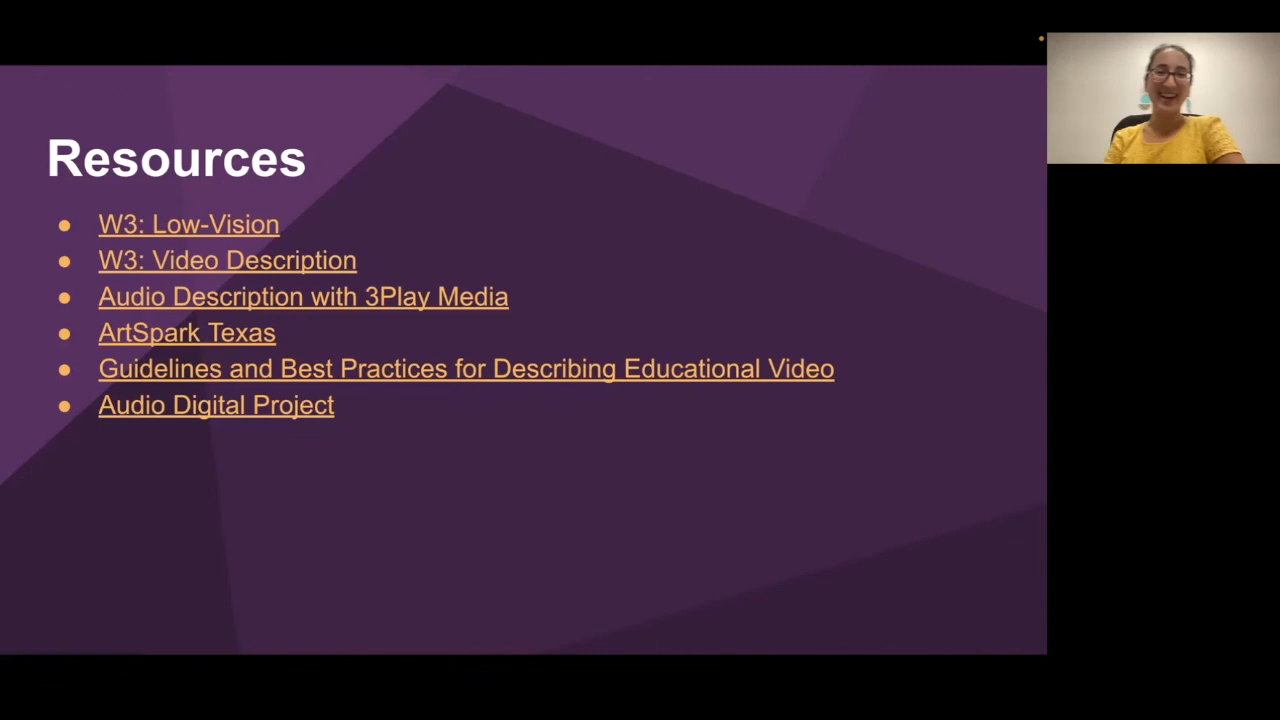 Resources
● W3: Low-Vision
● W3: Video Description
● Audio Description with 3Play Media
● ArtSpark Texas
● Guidelines and Best Practices for Describing Educational Video
● Audio Digital Project